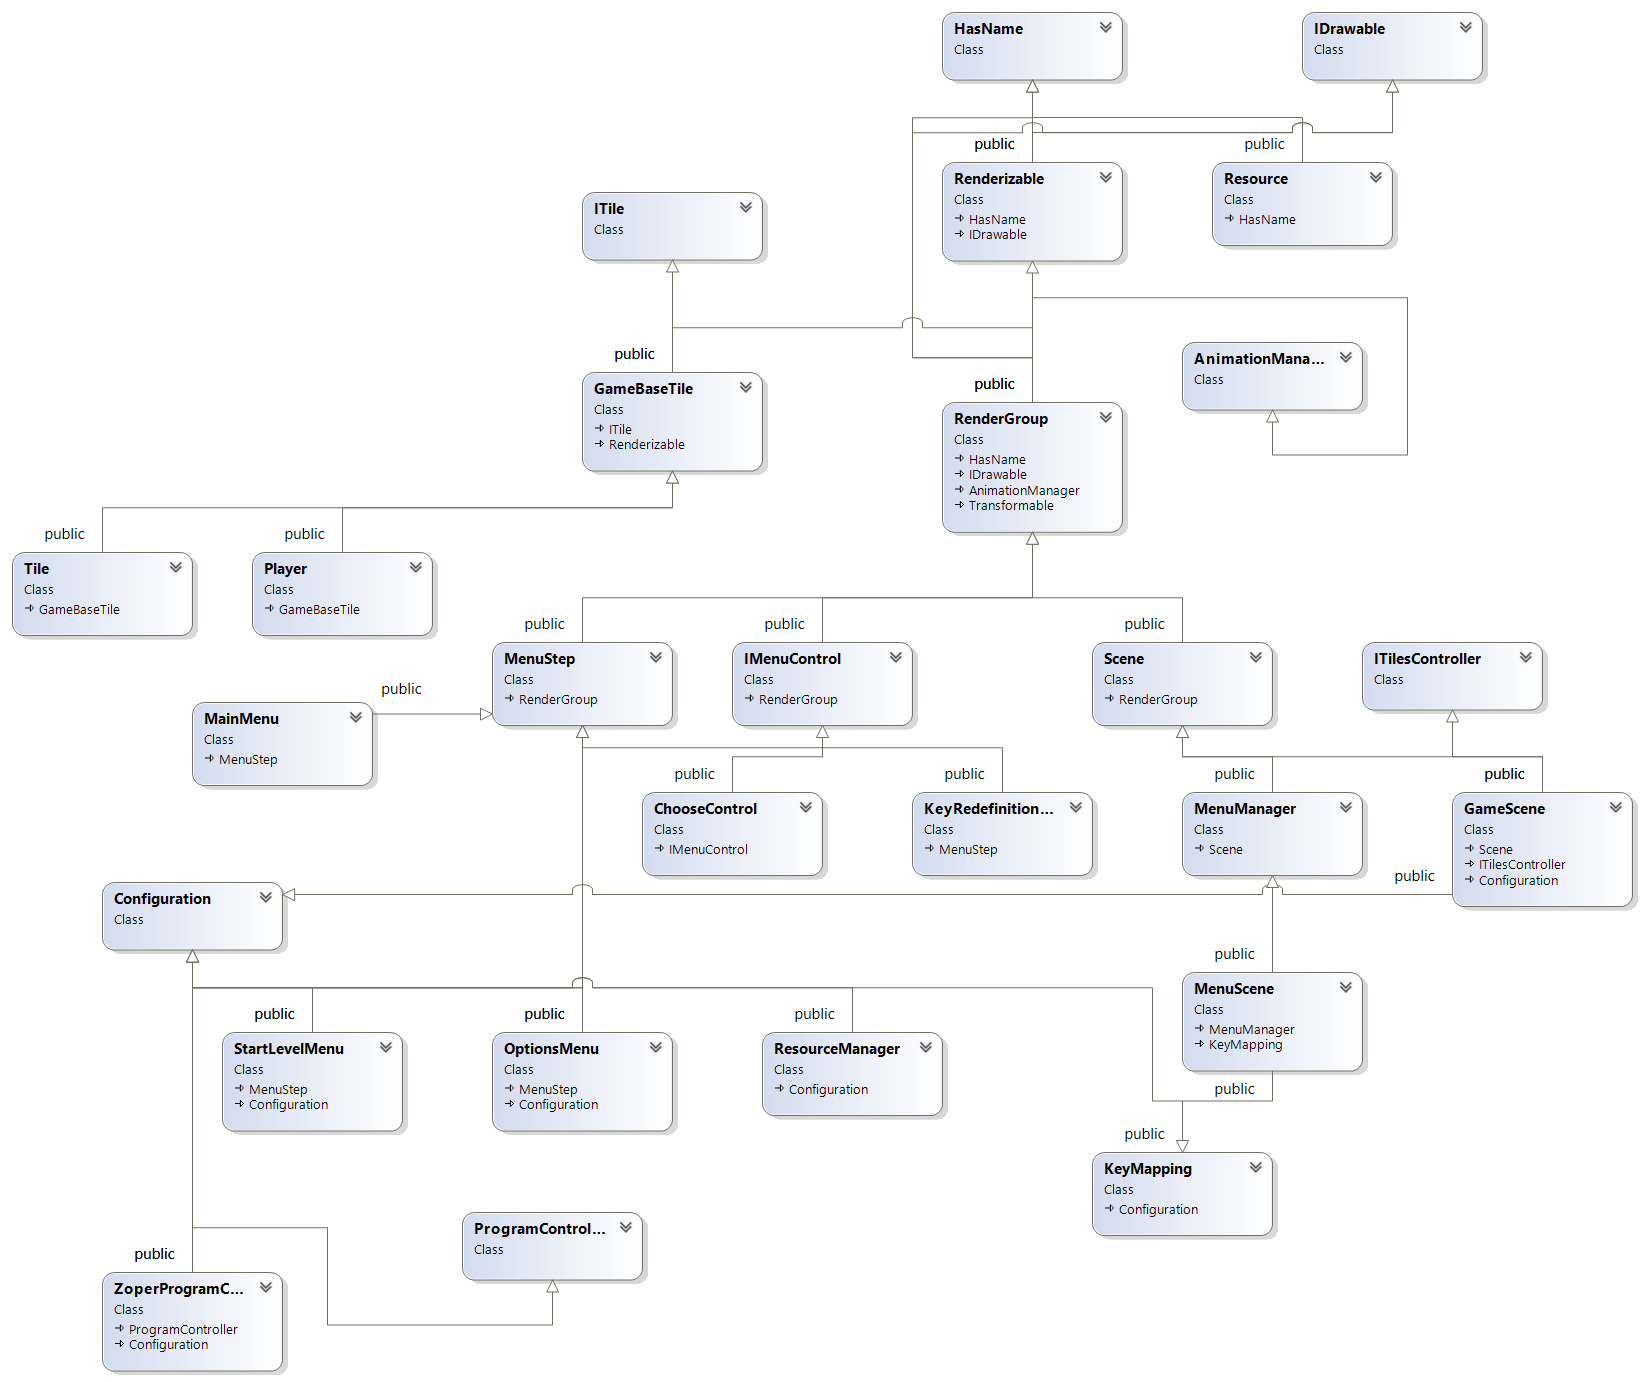 HasName
Class
IDrawable
Class
public
public
Renderizable
Class
HasName
IDrawable
Resource
Class
HasName
ITile
Class
public
GameBaseTile
Class
ITile
Renderizable
public
RenderGroup
Class
HasName
IDrawable
AnimationManager
Transformable
AnimationMana...
Class
public
Tile
Class
GameBaseTile
public
Player
Class
GameBaseTile
public
MenuStep
Class
RenderGroup
public
IMenuControl
Class
RenderGroup
public
Scene
Class
RenderGroup
ITilesController
Class
public
MainMenu
Class
MenuStep
public
ChooseControl
Class
IMenuControl
public
KeyRedefinition...
Class
MenuStep
public
MenuManager
Class
Scene
public
GameScene
Class
Scene
ITilesController
Configuration
public
Configuration
Class
public
MenuScene
Class
MenuManager
KeyMapping
public
public
StartLevelMenu
Class
MenuStep
Configuration
public
OptionsMenu
Class
MenuStep
Configuration
public
ResourceManager
Class
Configuration
public
KeyMapping
Class
Configuration
ProgramControl...
Class
public
ZoperProgramC...
Class
ProgramController
Configuration